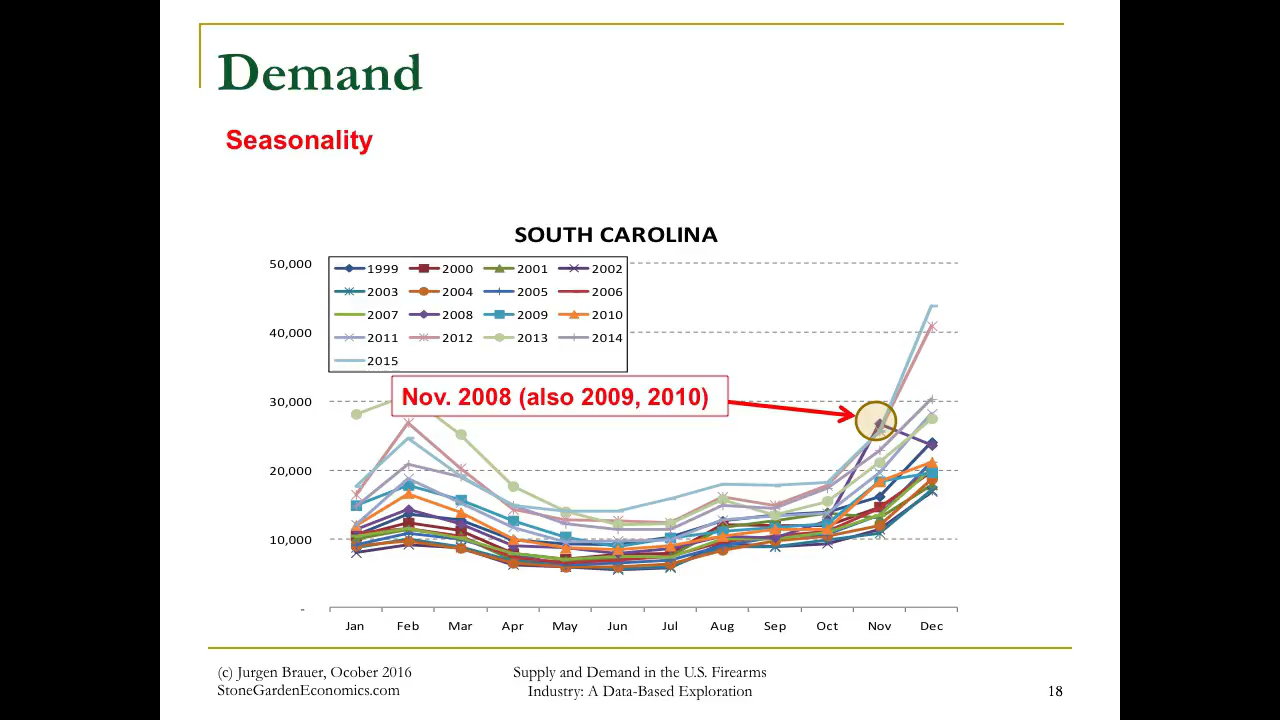 Demand
Seasonality
SOUTH CAROLINA
50,000
40,000
30,000
20,000
10,000
-
1999 2000 2001 2002
2003 2004 2005 2006
2007 2008 2009 2010
2011 2012 2013 2014
2015
Nov. 2008 (also 2009, 2010)
Jan Feb Mar Apr May Jun Jul Aug Sep Oct Nov Dec
(c) Jurgen Brauer, Ocober 2016
StoneGardenEconomics.com
Supply and Demand in the U.S. Firearms
Industry: A Data-Based Exploration
18